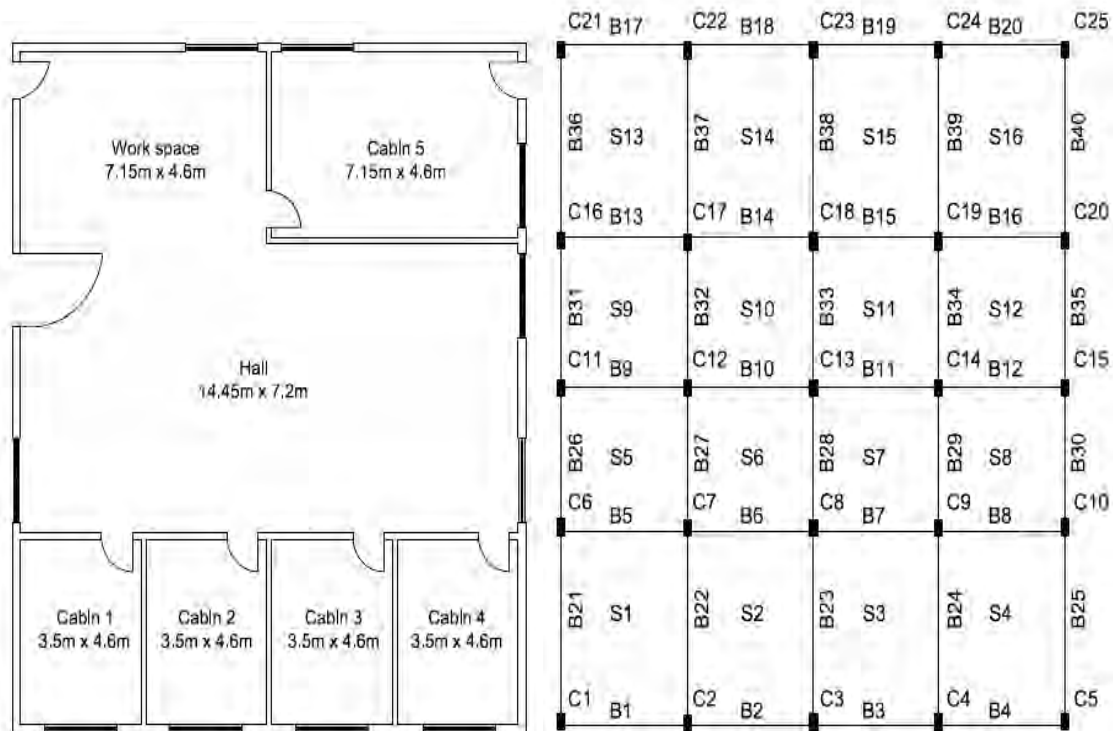 Work space
7.15m x 4.6m
Cabin 5
7.15m x 4.6m
Hall
14.45m x 7.2m
Cabin 1
3.5m x 4.6m
Cabin 2
3.5m x 4.6m
Cabin 3
3.5m x 4.6m
Cabin 4
3.5m x 4.6m
C21 B17 C22 B18 C23 B19 C24 B20 C25
B36 S13 B37 S14 B38 S15 B39 S16 B40
C16 B13 C17 B14 C18 B15 C19 B16 C20
B31 S9 B32 S10 B33 S11 B34 S12 B35
C11 B9 C12 B10 C13 B11 C14 B12 C15
B26 S5 B27 S6 B28 S7 B29 S8 B30
C6 B5 C7 B6 C8 B7 C9 B8 C10
B21 S1 B22 S2 B23 S3 B24 S4 B25
C1 B1 C2 B2 C3 B3 C4 B4 C5